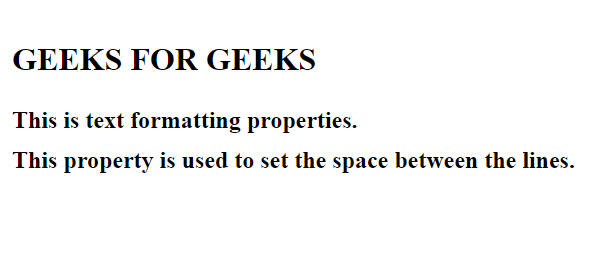 GEEKS FOR GEEKS
This is text formatting properties.
This property is used to set the space between the lines.